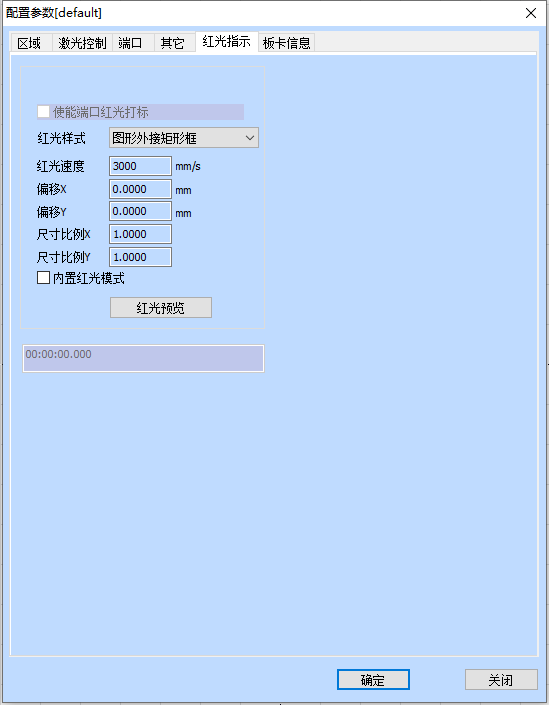 配置参数[default]
区域 激光控制 端口 其它 红光指示 板卡信息
使能端口红光打标
红光样式 图形外接矩形框
红光速度 3000 mm/s
偏移X 0.0000 mm
偏移Y 0.0000 mm
尺寸比例X 1.0000
尺寸比例Y 1.0000
内置红光模式
红光预览
00:00:00.000
确定 关闭